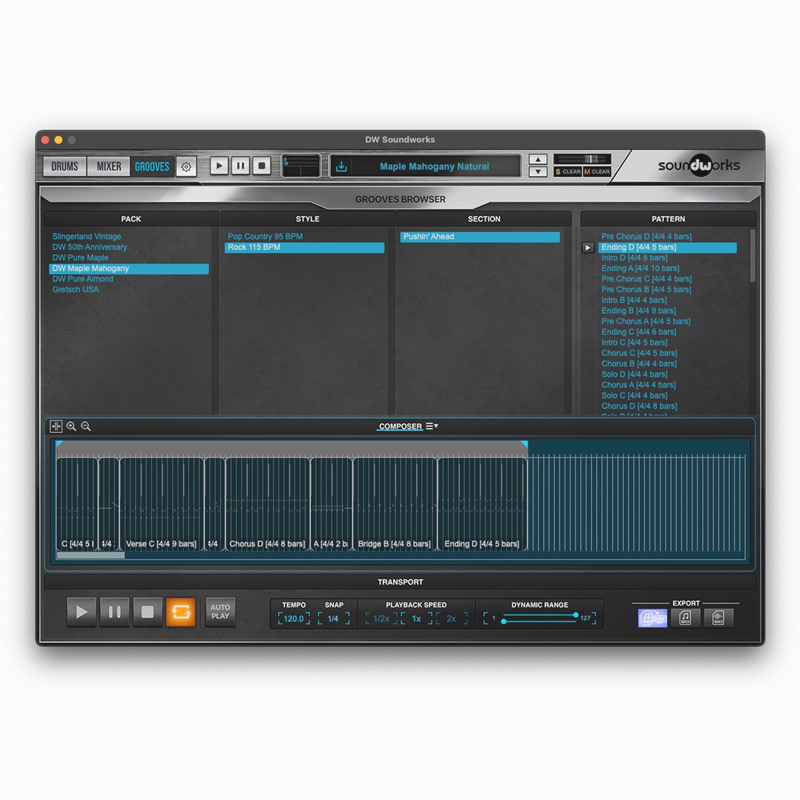 DW Soundworks
DRUMS MIXER GROOVES Maple Mahogany Natural S CLEAR M CLEAR soundworks
GROOVES BROWSER
PACK STYLE SECTION PATTERN
Slingerland Vintage
DW 50th Anniversary
DW Pure Maple
DW Maple Mahogany
DW Pure Almond
Gretsch USA
Pop Country 95 BPM
Rock 115 BPM
Pushin' Ahead
Pre Chorus D [4/4 4 bars]
Ending D [4/4 5 bars]
Intro D [4/4 8 bars]
Ending A [4/4 10 bars]
Pre Chorus C [4/4 4 bars]
Pre Chorus B [4/4 5 bars]
Intro B [4/4 4 bars]
Ending B [4/4 9 bars]
Pre Chorus A [4/4 5 bars]
Ending C [4/4 6 bars]
Intro C [4/4 5 bars]
Chorus C [4/4 5 bars]
Chorus B [4/4 4 bars]
Solo D [4/4 4 bars]
Chorus A [4/4 4 bars]
Solo C [4/4 4 bars]
Chorus D [4/4 8 bars]
COMPOSER
C [4/4 5 Verse C [4/4 9 bars] Chorus D [4/4 8 bars] A [4/4 2 b Bridge B [4/4 8 bars] Ending D [4/4 5 bars]
TRANSPORT
AUTO PLAY
TEMPO SNAP PLAYBACK SPEED DYNAMIC RANGE EXPORT
120.0 1/4 1/2x 1x 2x 1 127